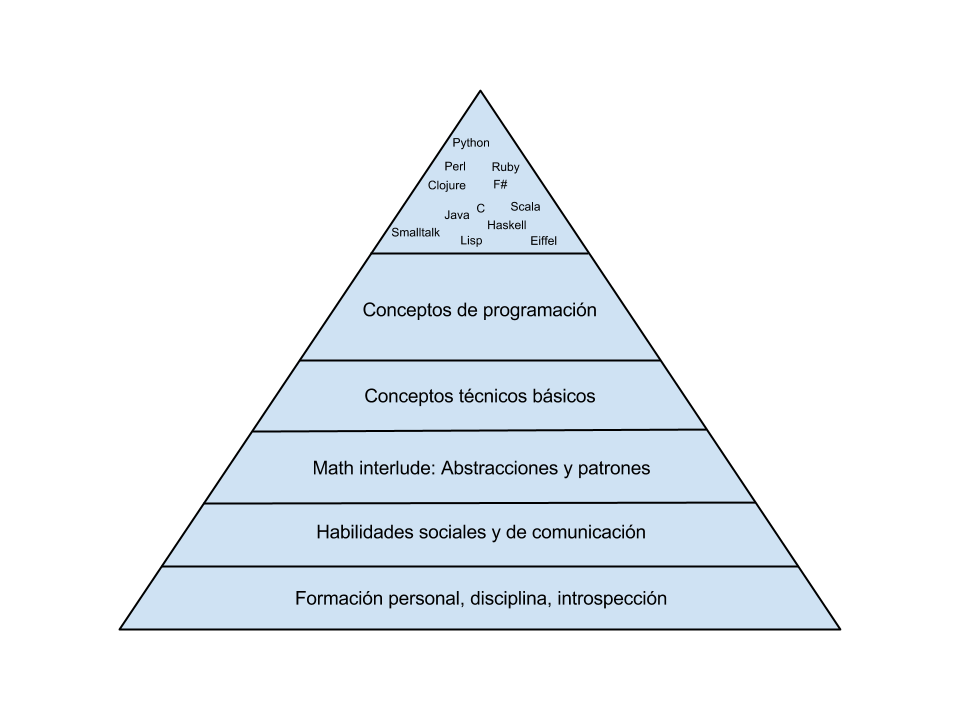 Python
Perl Ruby
Clojure F#
Java C Scala
Smalltalk Haskell
Lisp Eiffel
Conceptos de programación
Conceptos técnicos básicos
Math interlude: Abstracciones y patrones
Habilidades sociales y de comunicación
Formación personal, disciplina, introspección